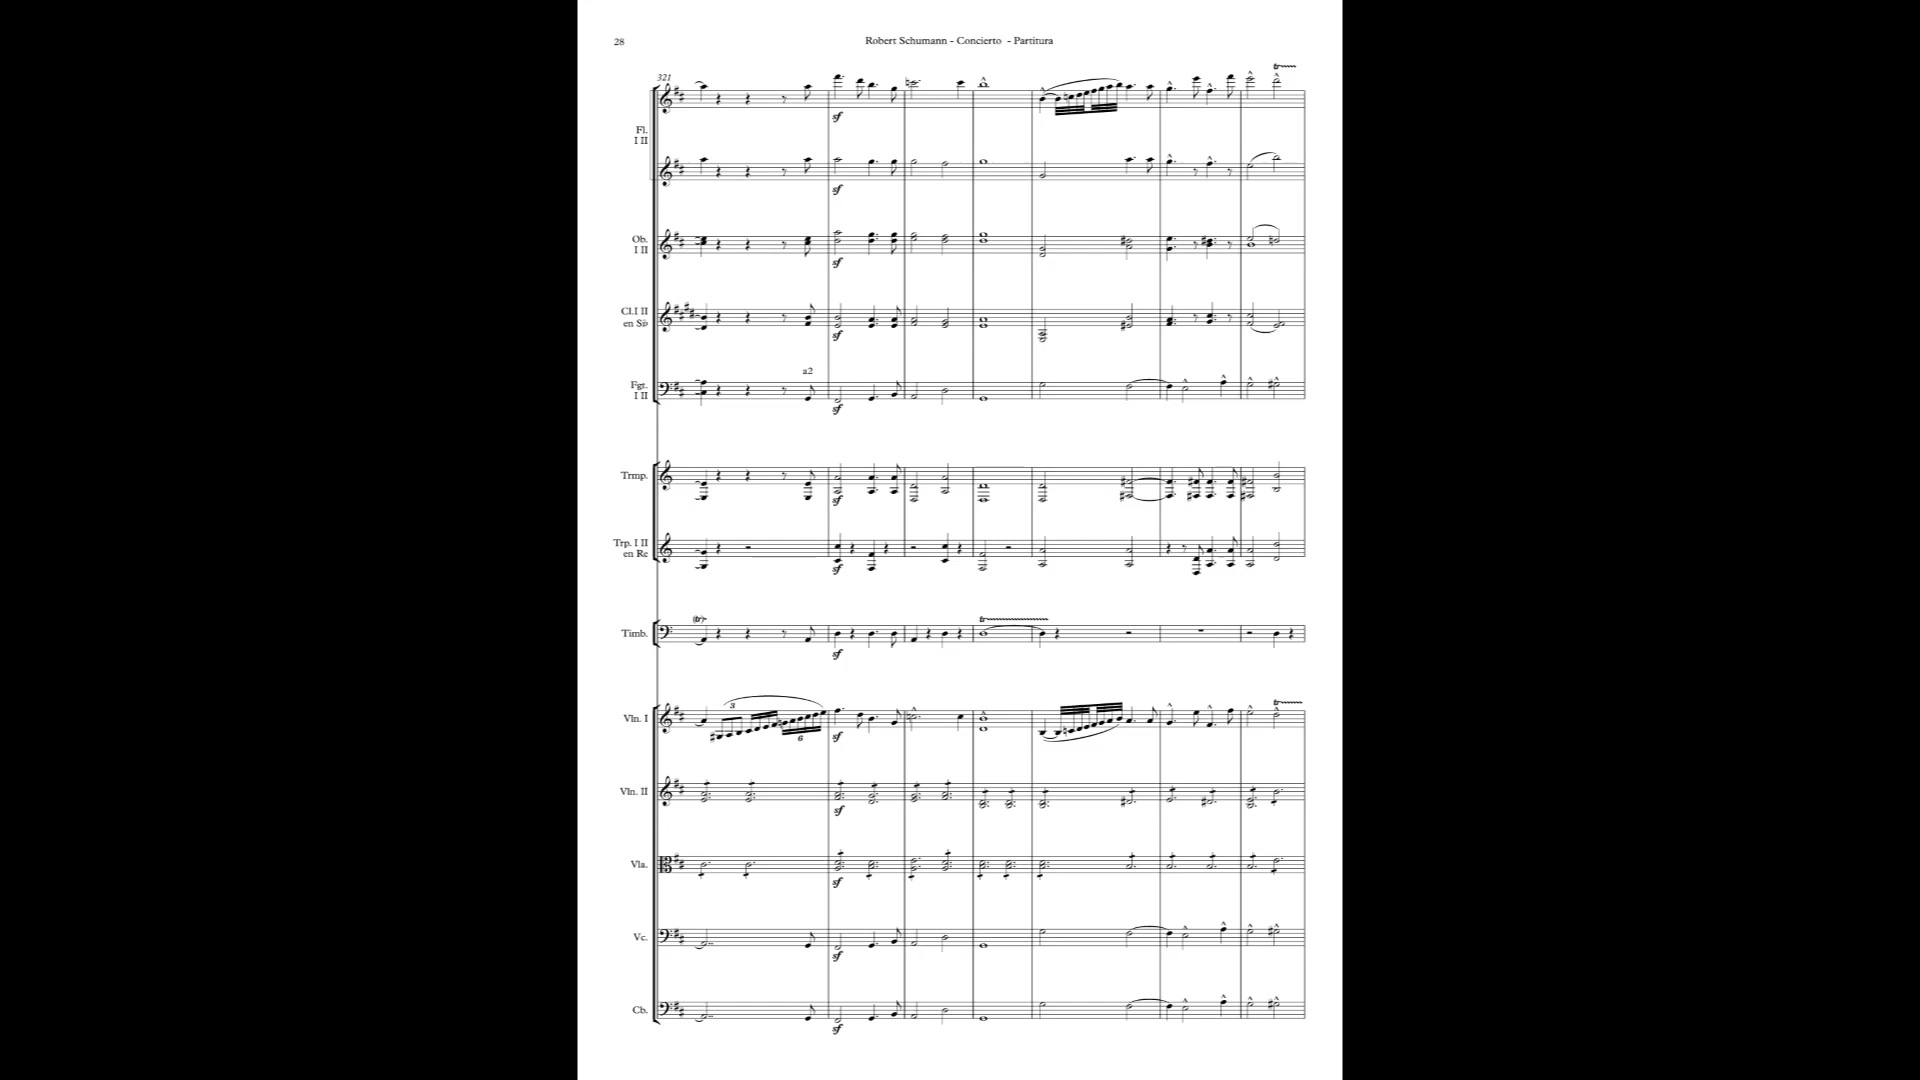 28
Robert Schumann - Concierto - Partitura
321
Fl.
I II
sf
sf
Ob.
I II
sf
Cl.I II
en Si♭
sf
a2
Fgt.
I II
sf
Trmp.
sf
Trp. I II
en Re
sf
(tr)
Timb.
tr
sf
Vln. I
3
6
sf
tr
Vln. II
sf
Vla.
sf
Vc.
sf
Cb.
sf